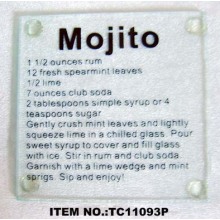 Mojito
1 1/2 ounces rum
12 fresh spearmint leaves
1/2 lime
7 ounces club soda
2 tablespoons simple syrup or 4
teaspoons sugar
Gently crush mint leaves and lightly
squeeze lime in a chilled glass. Pour
sweet syrup to cover and fill glass
with ice. Stir in rum and club soda.
Garnish with a lime wedge and mint
sprigs. Sip and enjoy!
ITEM NO.:TC11093P